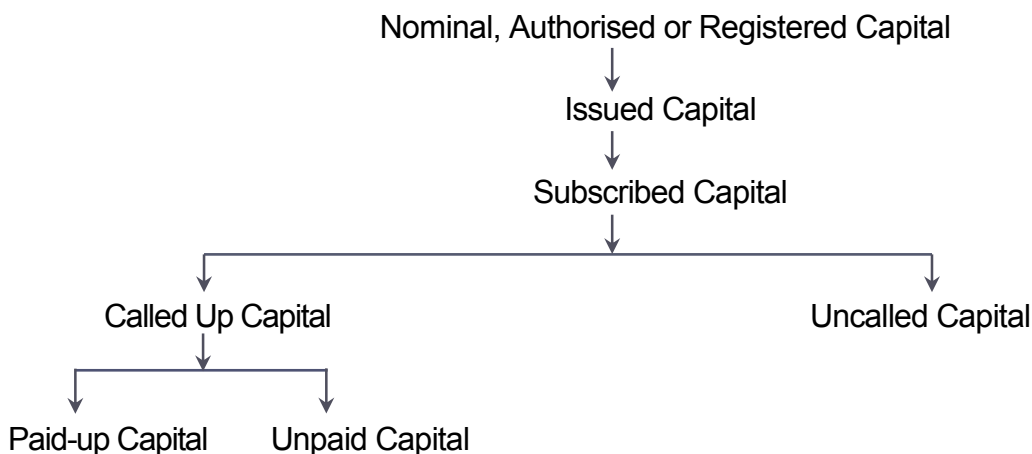 Nominal, Authorised or Registered Capital
Issued Capital
Subscribed Capital
Called Up Capital
Uncalled Capital
Paid-up Capital
Unpaid Capital